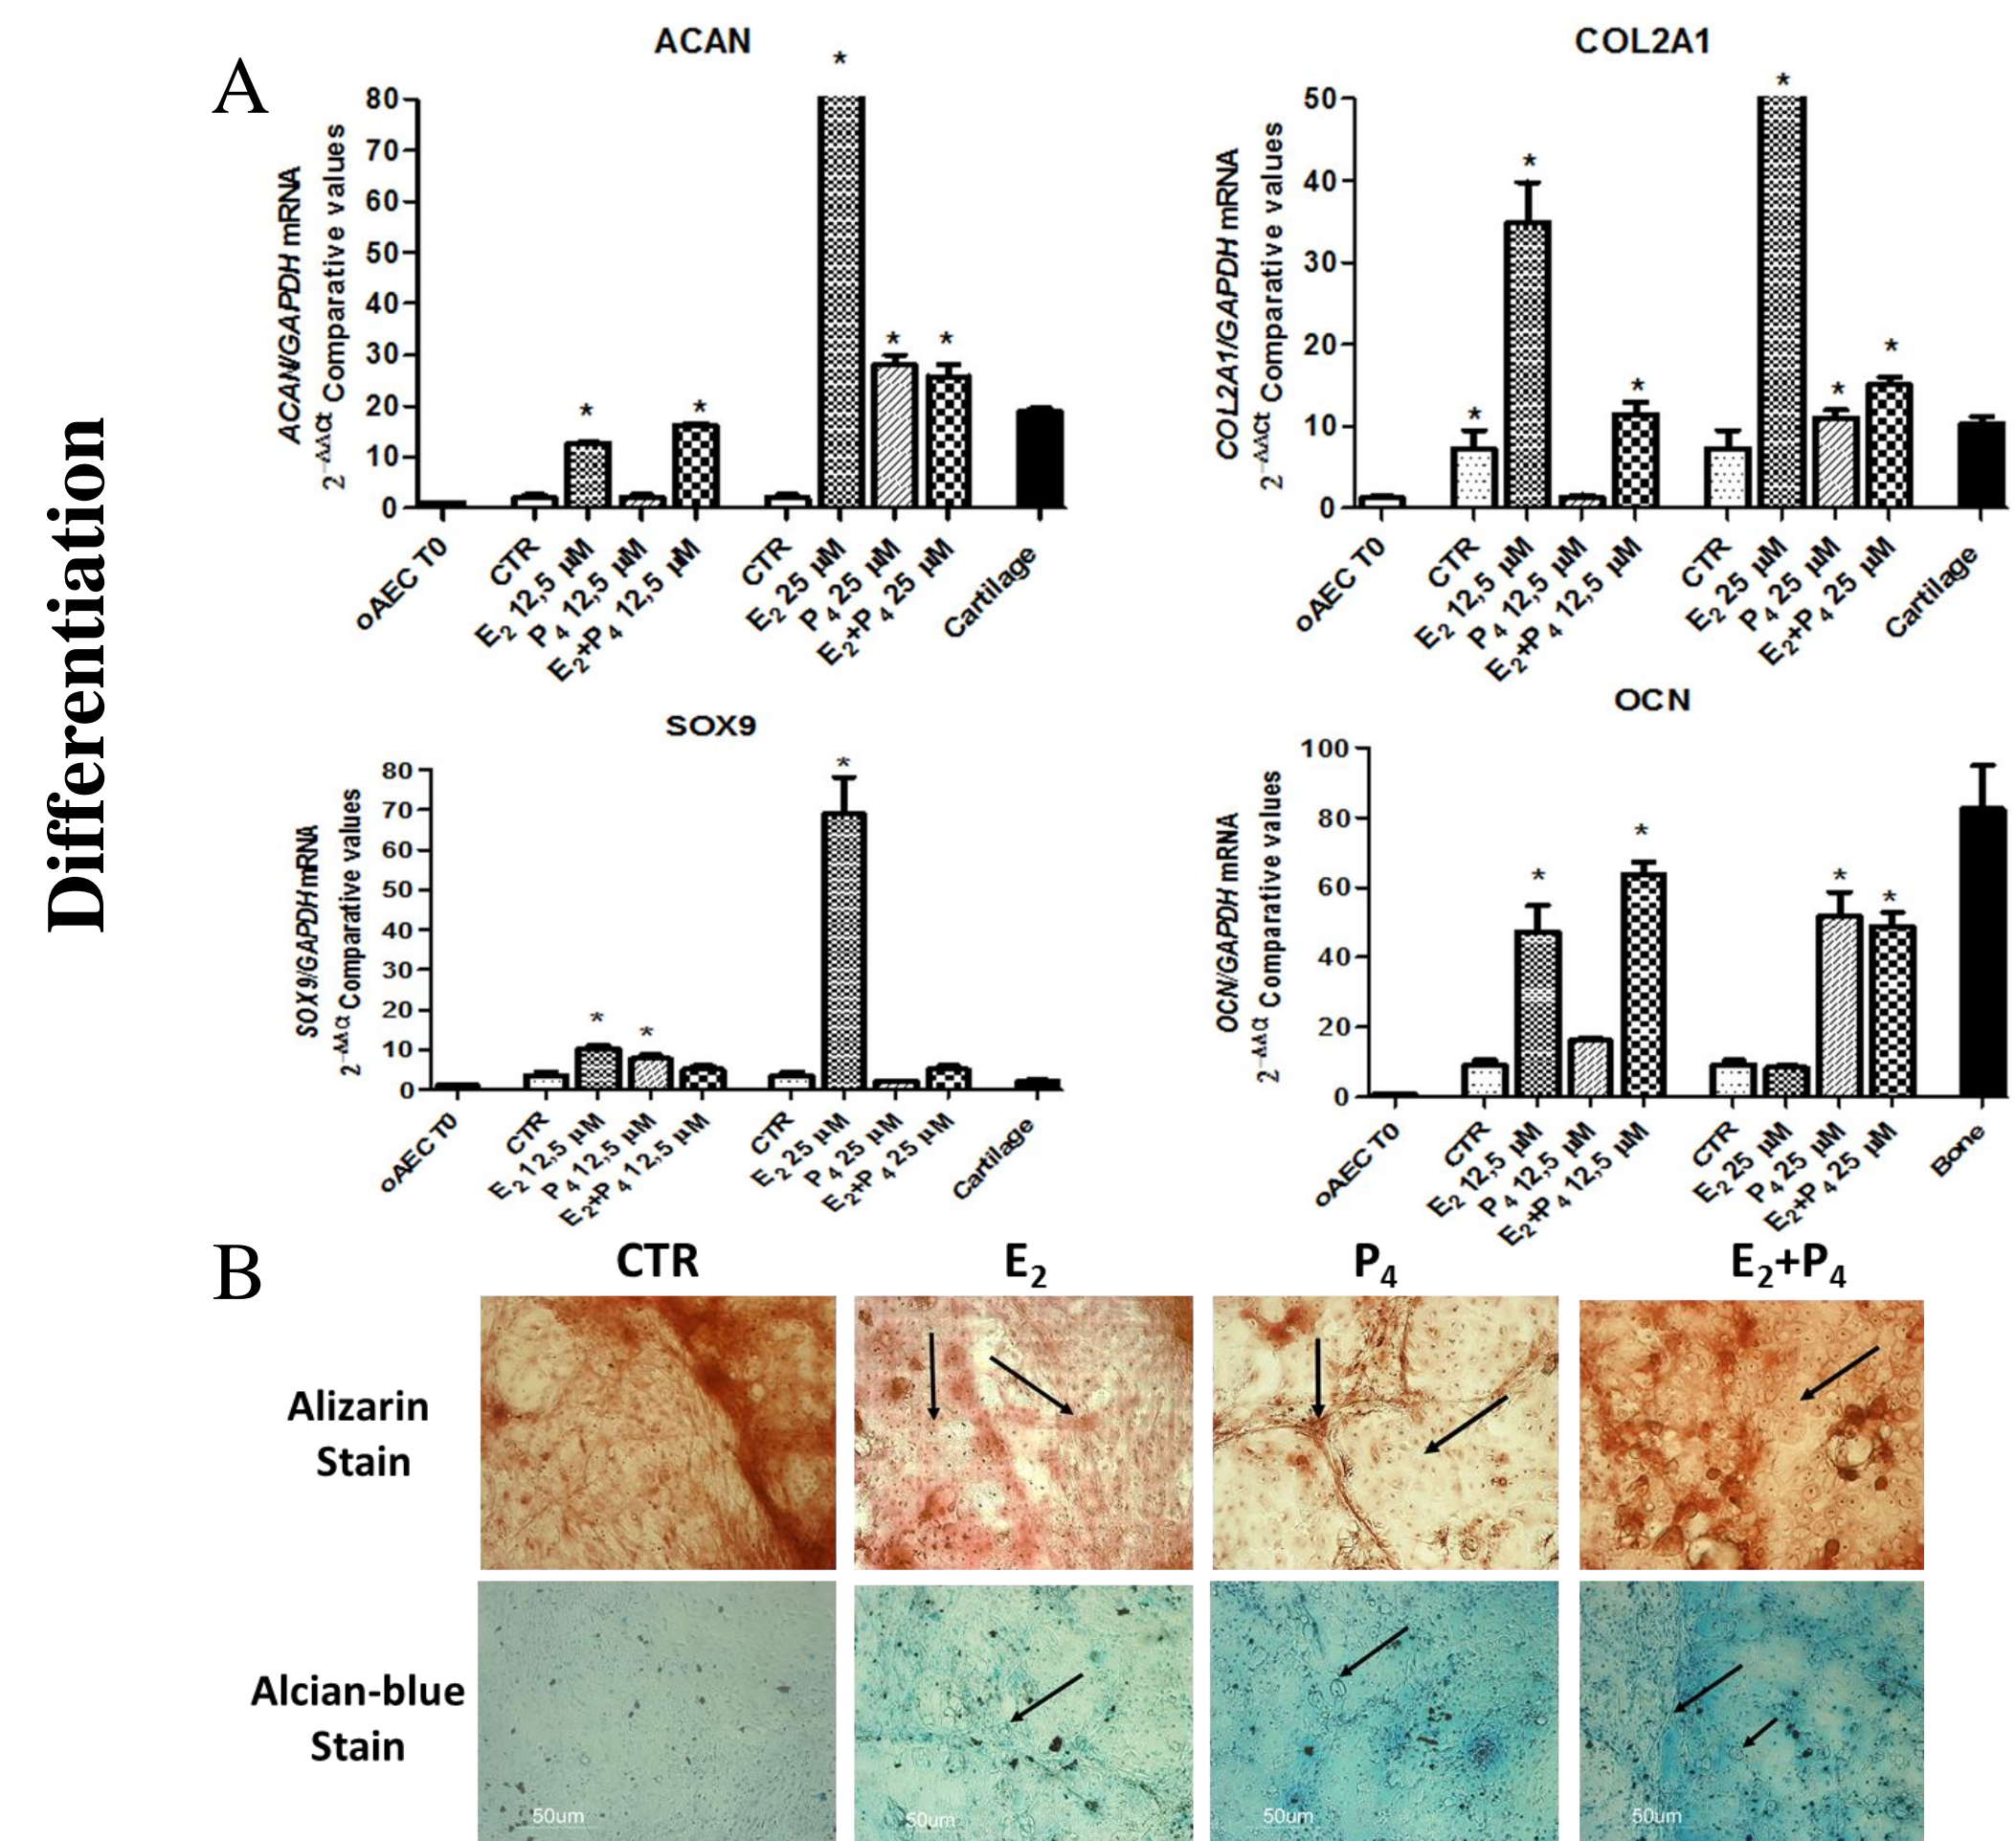 Differentiation
A
ACAN
ACAN/GAPDH mRNA
2^-ΔΔCt Comparative values
80
70
60
50
40
30
20
10
0
*
*
*
*
*
oAEC T0
CTR
E2 12,5 µM
P4 12,5 µM
E2+P4 12,5 µM
CTR
E2 25 µM
P4 25 µM
E2+P4 25 µM
Cartilage
COL2A1
COL2A1/GAPDH mRNA
2^-ΔΔCt Comparative values
50
40
30
20
10
0
*
*
*
*
*
*
oAEC T0
CTR
E2 12,5 µM
P4 12,5 µM
E2+P4 12,5 µM
CTR
E2 25 µM
P4 25 µM
E2+P4 25 µM
Cartilage
SOX9
SOX9/GAPDH mRNA
2^-ΔΔCt Comparative values
80
70
60
50
40
30
20
10
0
*
*
*
oAEC T0
CTR
E2 12,5 µM
P4 12,5 µM
E2+P4 12,5 µM
CTR
E2 25 µM
P4 25 µM
E2+P4 25 µM
Cartilage
OCN
OCN/GAPDH mRNA
2^-ΔΔCt Comparative values
100
80
60
40
20
0
*
*
*
*
oAEC T0
CTR
E2 12,5 µM
P4 12,5 µM
E2+P4 12,5 µM
CTR
E2 25 µM
P4 25 µM
E2+P4 25 µM
Bone
B
CTR
E2
P4
E2+P4
Alizarin
Stain
Alcian-blue
Stain
50um
50um
50um
50um